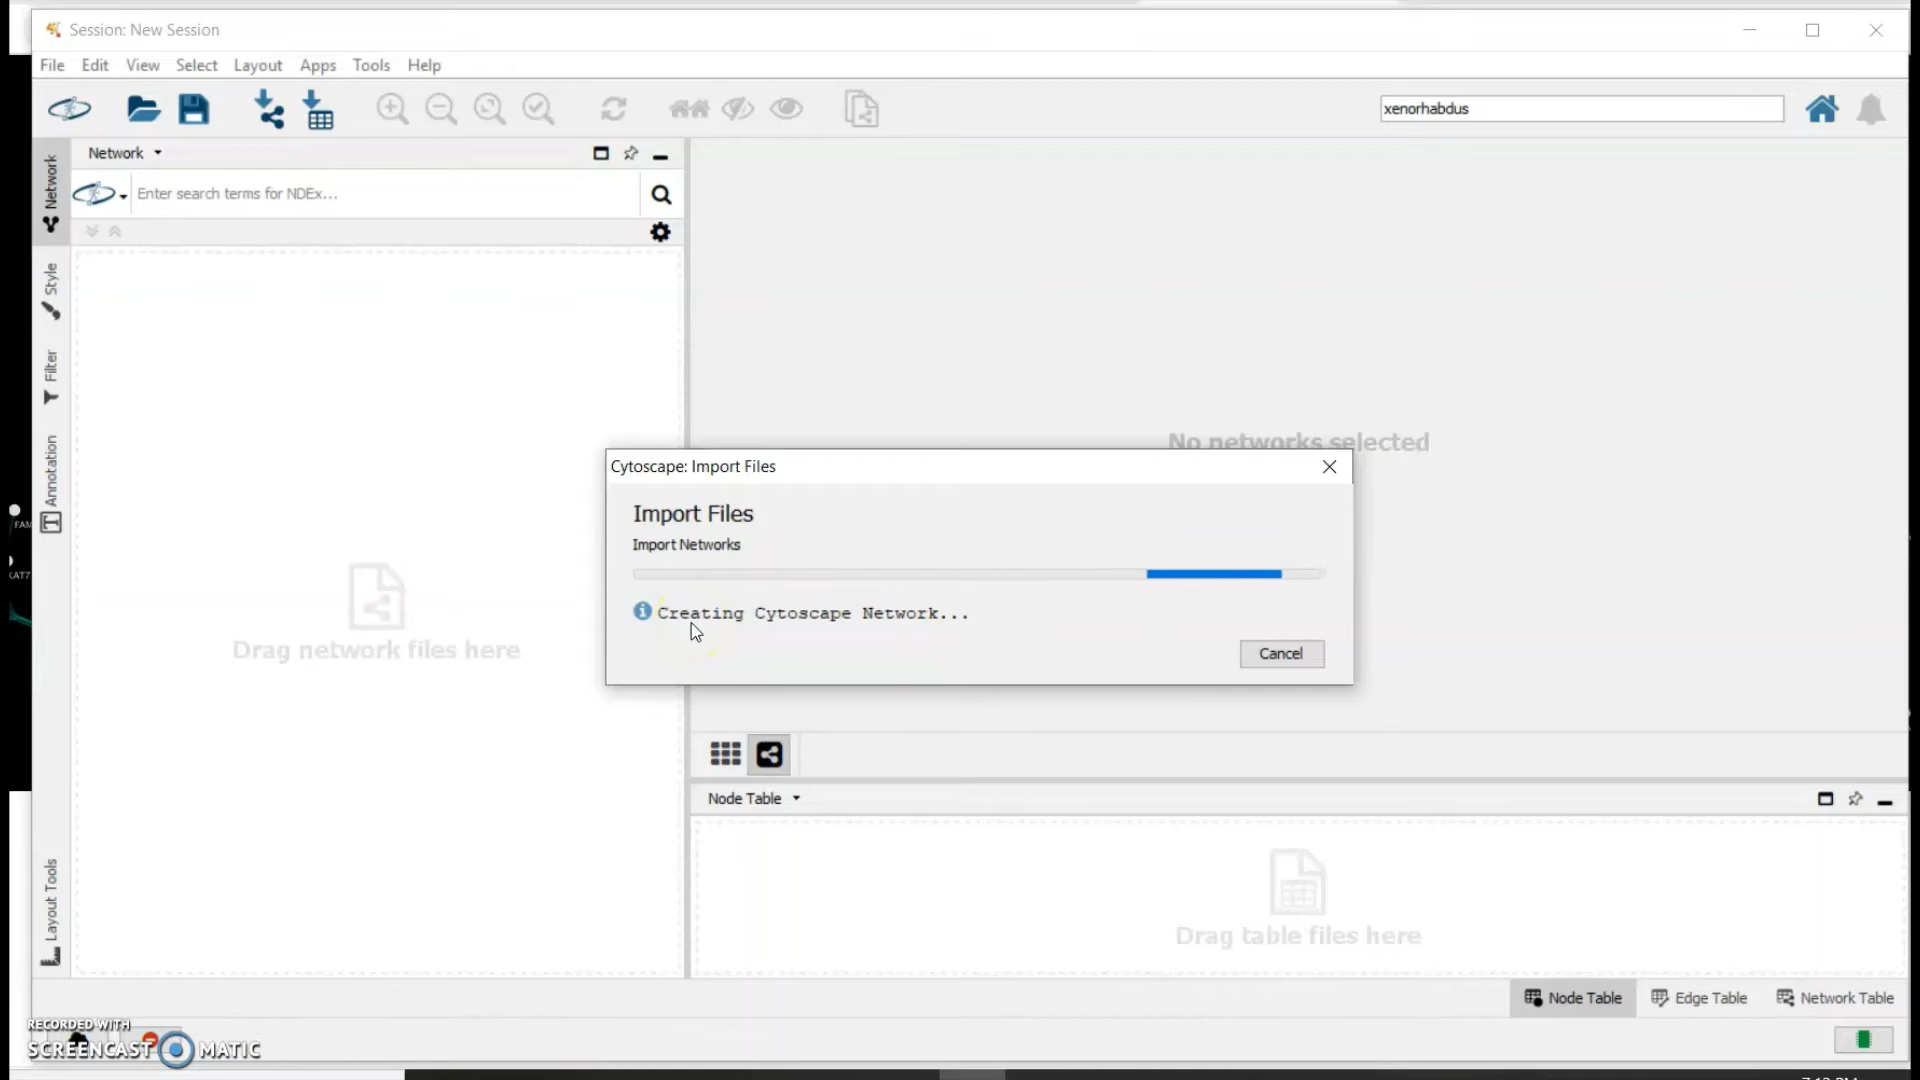 Session: New Session
File Edit View Select Layout Apps Tools Help
xenorhabdus
Network
Enter search terms for NDEx...
Network
Style
Filter
Annotation
Layout Tools
No networks selected
Drag network files here
Cytoscape: Import Files
Import Files
Import Networks
Creating Cytoscape Network...
Cancel
Node Table
Drag table files here
Node Table Edge Table Network Table
RECORDED WITH
SCREENCAST MATIC